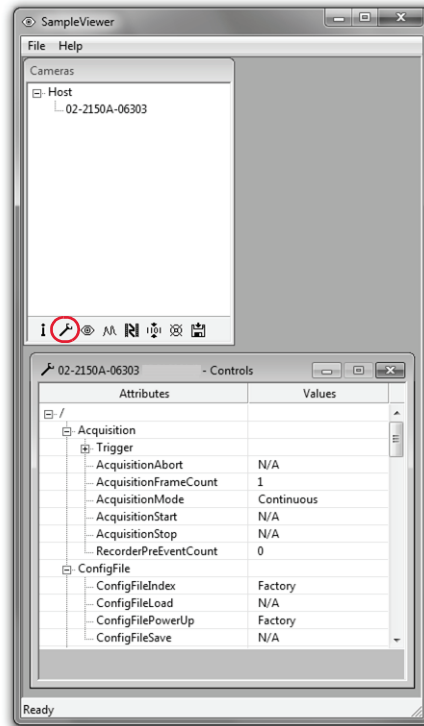 SampleViewer
File Help
Cameras
Host
02-2150A-06303
02-2150A-06303 - Controls
Attributes Values
/
Acquisition
Trigger
AcquisitionAbort N/A
AcquisitionFrameCount 1
AcquisitionMode Continuous
AcquisitionStart N/A
AcquisitionStop N/A
RecorderPreEventCount 0
ConfigFile
ConfigFileIndex Factory
ConfigFileLoad N/A
ConfigFilePowerUp Factory
ConfigFileSave N/A
Ready